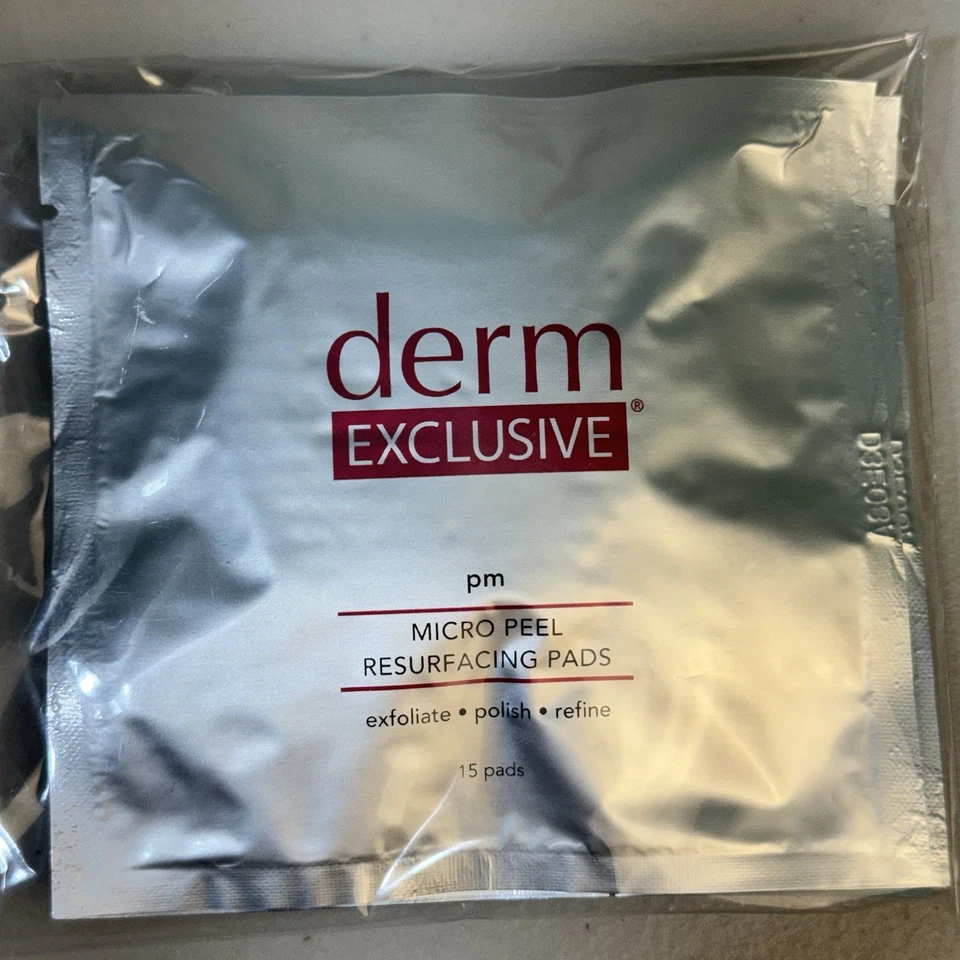 derm
EXCLUSIVE®
pm
MICRO PEEL
RESURFACING PADS
exfoliate • polish • refine
15 pads